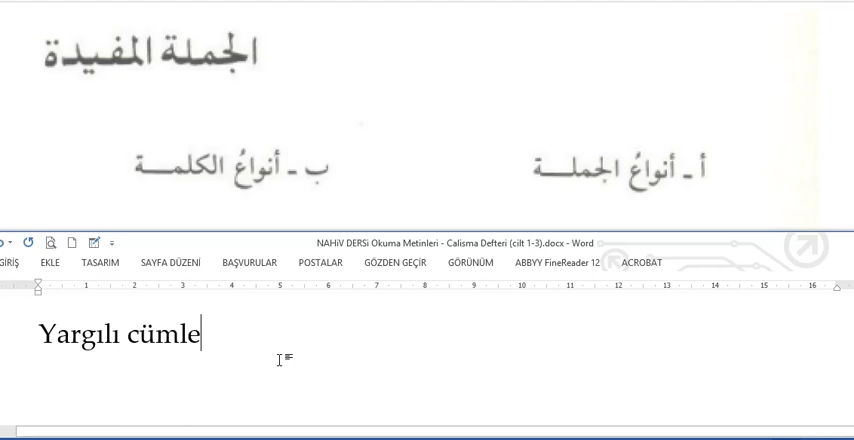 الجملة المفيدة
أ ـ أنواعُ الجملـــة
ب ـ أنواعُ الكلمـــة
NAHiV DERSi Okuma Metinleri - Calisma Defteri (cilt 1-3).docx - Word
GİRİŞ EKLE TASARIM SAYFA DÜZENİ BAŞVURULAR POSTALAR GÖZDEN GEÇİR GÖRÜNÜM ABBYY FineReader 12 ACROBAT
1 2 3 4 5 6 7 8 9 10 11 12 13 14 15 16
Yargılı cümle